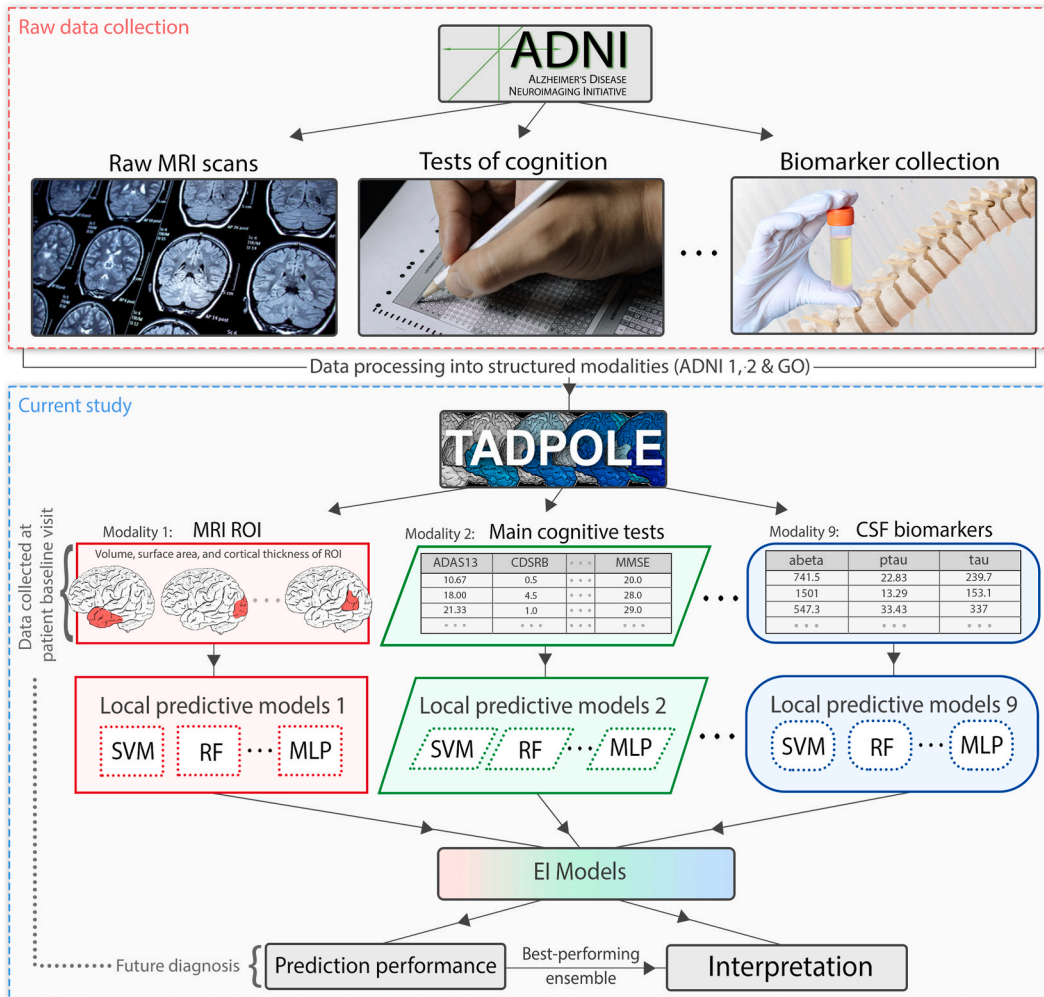 Raw data collection
ADNI
ALZHEIMER'S DISEASE
NEUROIMAGING INITIATIVE
Raw MRI scans
Tests of cognition
Biomarker collection
Data processing into structured modalities (ADNI 1, 2 & GO)
Current study
TADPOLE
Data collected at
patient baseline visit
Modality 1: MRI ROI
Volume, surface area, and cortical thickness of ROI
Modality 2: Main cognitive tests
ADAS13 CDSRB MMSE
10.67 0.5 20.0
18.00 4.5 28.0
21.33 1.0 29.0
Modality 9: CSF biomarkers
abeta ptau tau
741.5 22.83 239.7
1501 13.29 153.1
547.3 33.43 337
Local predictive models 1
SVM RF ··· MLP
Local predictive models 2
SVM RF ··· MLP
Local predictive models 9
SVM RF ··· MLP
EI Models
Future diagnosis
Prediction performance
Best-performing
ensemble
Interpretation